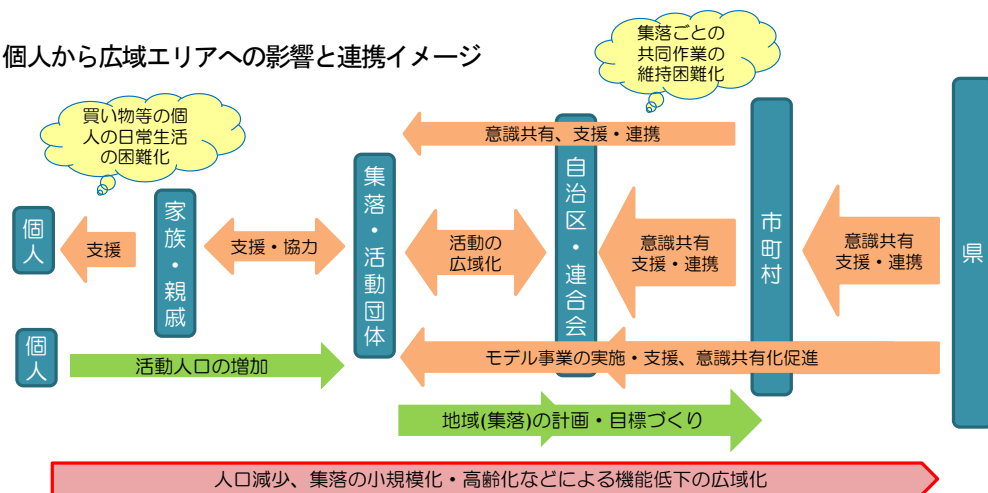 個人から広域エリアへの影響と連携イメージ
集落ごとの
共同作業の
維持困難化
買い物等の個
人の日常生活
の困難化
意識共有、支援・連携
個人
支援
家族・親戚
支援・協力
集落・活動団体
活動の
広域化
自治区・連合会
意識共有
支援・連携
市町村
意識共有
支援・連携
県
個人
活動人口の増加
モデル事業の実施・支援、意識共有化促進
地域(集落)の計画・目標づくり
人口減少、集落の小規模化・高齢化などによる機能低下の広域化